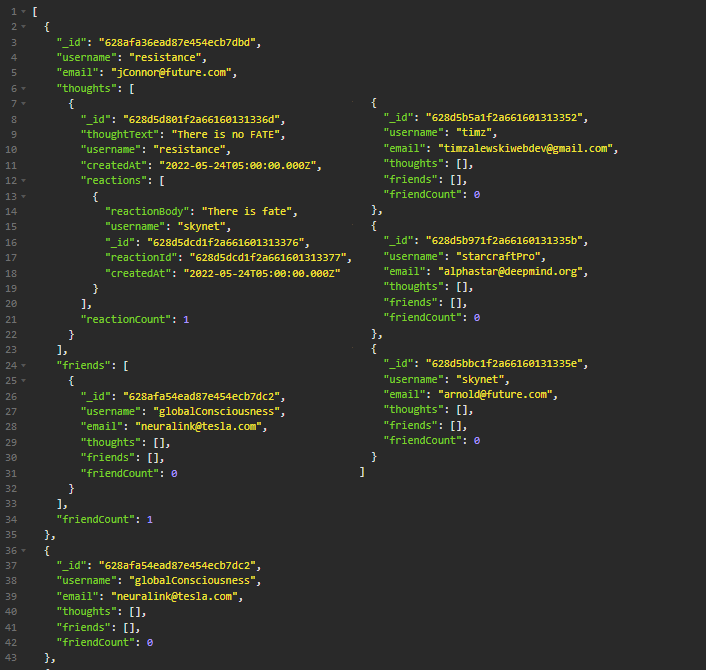 1 [
2 {
3 "_id": "628afa36ead87e454ecb7dbd",
4 "username": "resistance",
5 "email": "jConnor@future.com",
6 "thoughts": [
7 {
8 "_id": "628d5d801f2a66160131336d",
9 "thoughtText": "There is no FATE",
10 "username": "resistance",
11 "createdAt": "2022-05-24T05:00:00.000Z",
12 "reactions": [
13 {
14 "reactionBody": "There is fate",
15 "username": "skynet",
16 "_id": "628d5dcd1f2a661601313376",
17 "reactionId": "628d5dcd1f2a661601313377",
18 "createdAt": "2022-05-24T05:00:00.000Z"
19 }
20 ],
21 "reactionCount": 1
22 }
23 ],
24 "friends": [
25 {
26 "_id": "628afa54ead87e454ecb7dc2",
27 "username": "globalConsciousness",
28 "email": "neuralink@tesla.com",
29 "thoughts": [],
30 "friends": [],
31 "friendCount": 0
32 }
33 ],
34 "friendCount": 1
35 },
36 {
37 "_id": "628afa54ead87e454ecb7dc2",
38 "username": "globalConsciousness",
39 "email": "neuralink@tesla.com",
40 "thoughts": [],
41 "friends": [],
42 "friendCount": 0
43 },
{
"_id": "628d5b5a1f2a661601313352",
"username": "timz",
"email": "timzalewskiwebdev@gmail.com",
"thoughts": [],
"friends": [],
"friendCount": 0
},
{
"_id": "628d5b971f2a66160131335b",
"username": "starcraftPro",
"email": "alphastar@deepmind.org",
"thoughts": [],
"friends": [],
"friendCount": 0
},
{
"_id": "628d5bbc1f2a66160131335e",
"username": "skynet",
"email": "arnold@future.com",
"thoughts": [],
"friends": [],
"friendCount": 0
}
]